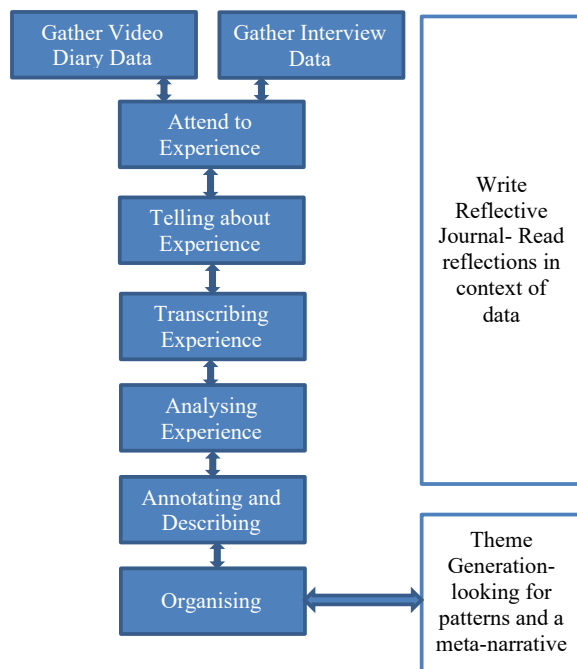 Gather Video
Diary Data
Gather Interview
Data
Attend to
Experience
Telling about
Experience
Transcribing
Experience
Analysing
Experience
Annotating and
Describing
Organising
Write
Reflective
Journal- Read
reflections in
context of
data
Theme
Generation-
looking for
patterns and a
meta-narrative